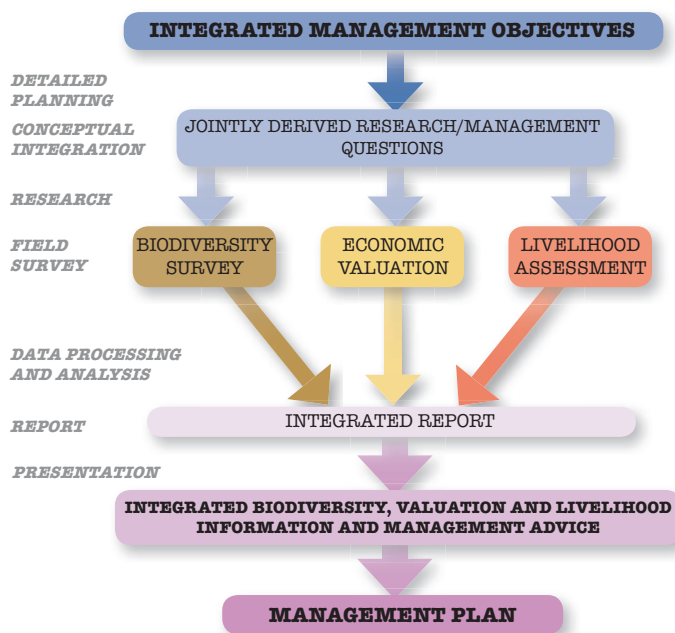 INTEGRATED MANAGEMENT OBJECTIVES
DETAILED
PLANNING
CONCEPTUAL
INTEGRATION
JOINTLY DERIVED RESEARCH/MANAGEMENT
QUESTIONS
RESEARCH
FIELD
SURVEY
BIODIVERSITY
SURVEY
ECONOMIC
VALUATION
LIVELIHOOD
ASSESSMENT
DATA PROCESSING
AND ANALYSIS
REPORT
INTEGRATED REPORT
PRESENTATION
INTEGRATED BIODIVERSITY, VALUATION AND LIVELIHOOD
INFORMATION AND MANAGEMENT ADVICE
MANAGEMENT PLAN